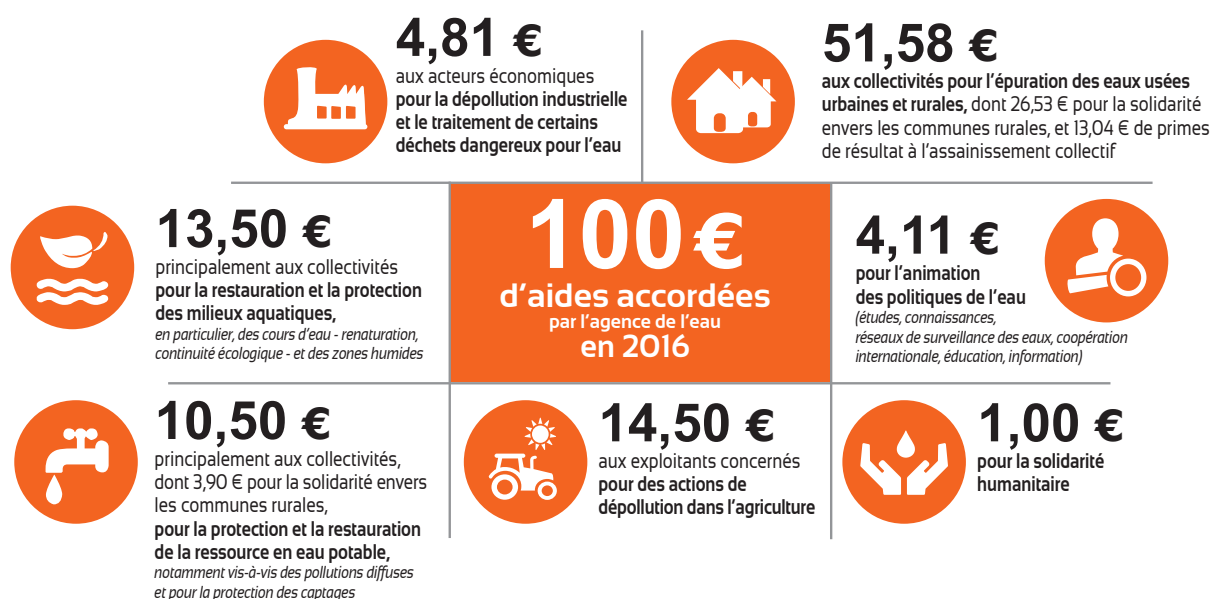 4,81 €
aux acteurs économiques
pour la dépollution industrielle
et le traitement de certains
déchets dangereux pour l'eau
51,58 €
aux collectivités pour l'épuration des eaux usées
urbaines et rurales, dont 26,53 € pour la solidarité
envers les communes rurales, et 13,04 € de primes
de résultat à l'assainissement collectif
13,50 €
principalement aux collectivités
pour la restauration et la protection
des milieux aquatiques,
en particulier, des cours d'eau - renaturation,
continuité écologique - et des zones humides
100 €
d'aides accordées
par l'agence de l'eau
en 2016
4,11 €
pour l'animation
des politiques de l'eau
(études, connaissances,
réseaux de surveillance des eaux, coopération
internationale, éducation, information)
10,50 €
principalement aux collectivités,
dont 3,90 € pour la solidarité envers
les communes rurales,
pour la protection et la restauration
de la ressource en eau potable,
notamment vis-à-vis des pollutions diffuses
et pour la protection des captages
14,50 €
aux exploitants concernés
pour des actions de
dépollution dans l'agriculture
1,00 €
pour la solidarité
humanitaire